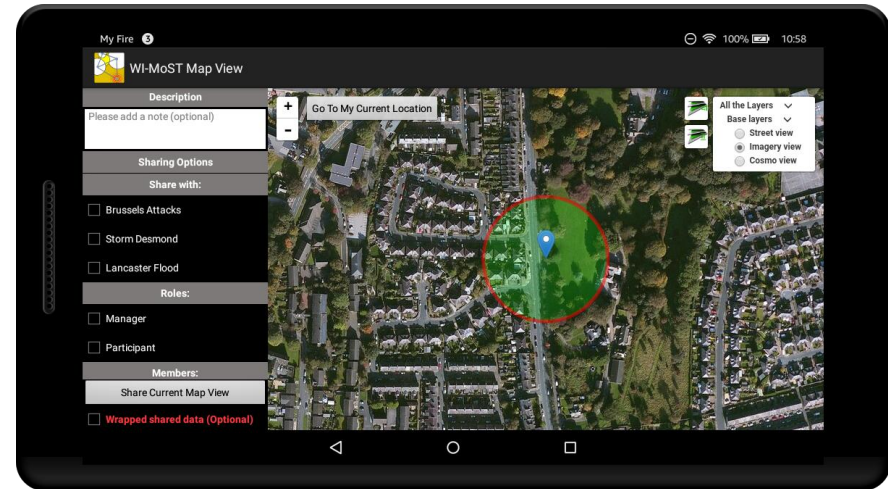 My Fire 3 100% 10:58
WI-MoST Map View
Description
Please add a note (optional)
Sharing Options
Share with:
Brussels Attacks
Storm Desmond
Lancaster Flood
Roles:
Manager
Participant
Members:
Share Current Map View
Wrapped shared data (Optional)
+
-
Go To My Current Location
All the Layers
Base layers
Street view
Imagery view
Cosmo view